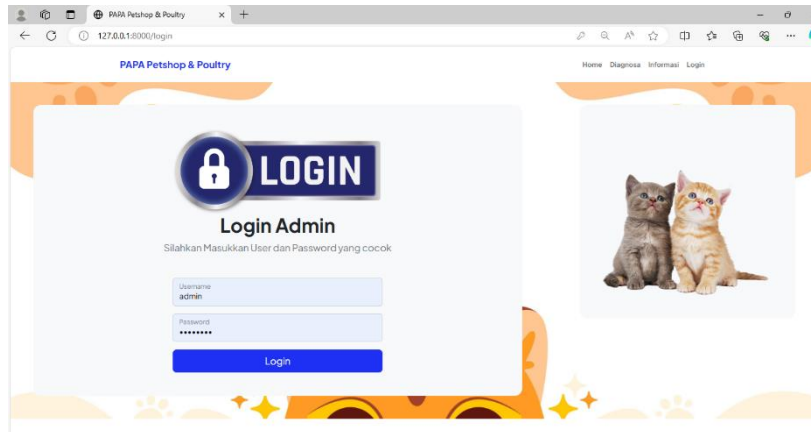 PAPA Petshop & Poultry
127.0.0.1:8000/login
PAPA Petshop & Poultry
Home Diagnosa Informasi Login
LOGIN
Login Admin
Silahkan Masukkan User dan Password yang cocok
Username
admin
Password
••••••••
Login